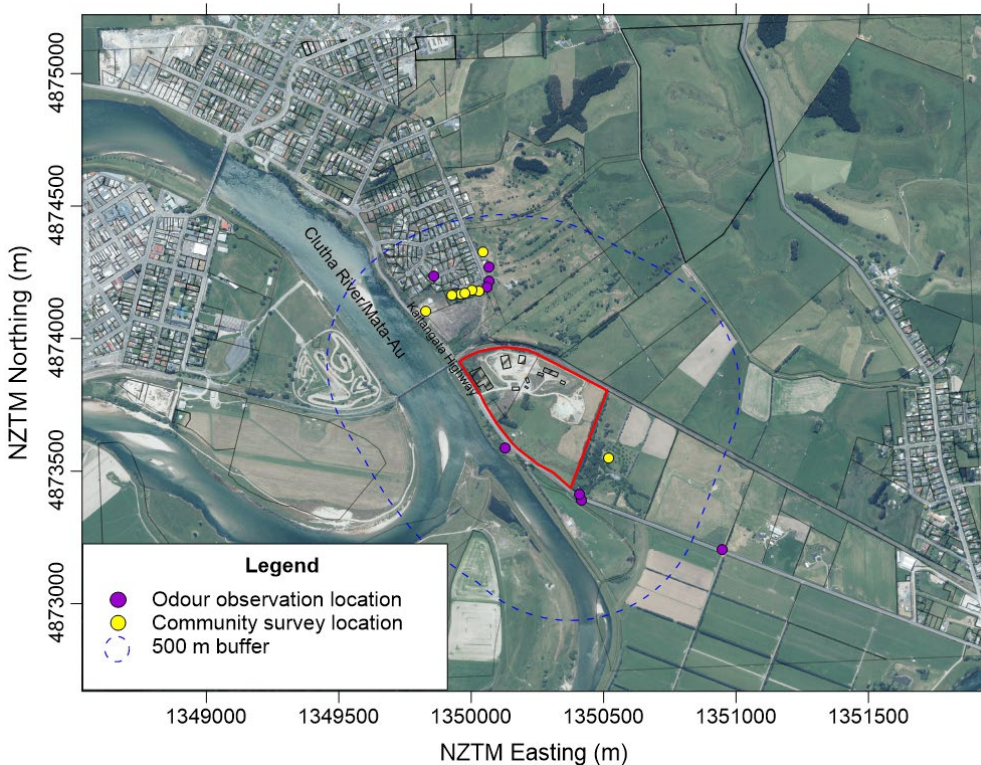 NZTM Northing (m)
4875000
4874500
4874000
4873500
4873000
Clutha River/Mata-Au
Kaitangata Highway
Legend
Odour observation location
Community survey location
500 m buffer
1349000
1349500
1350000
1350500
1351000
1351500
NZTM Easting (m)